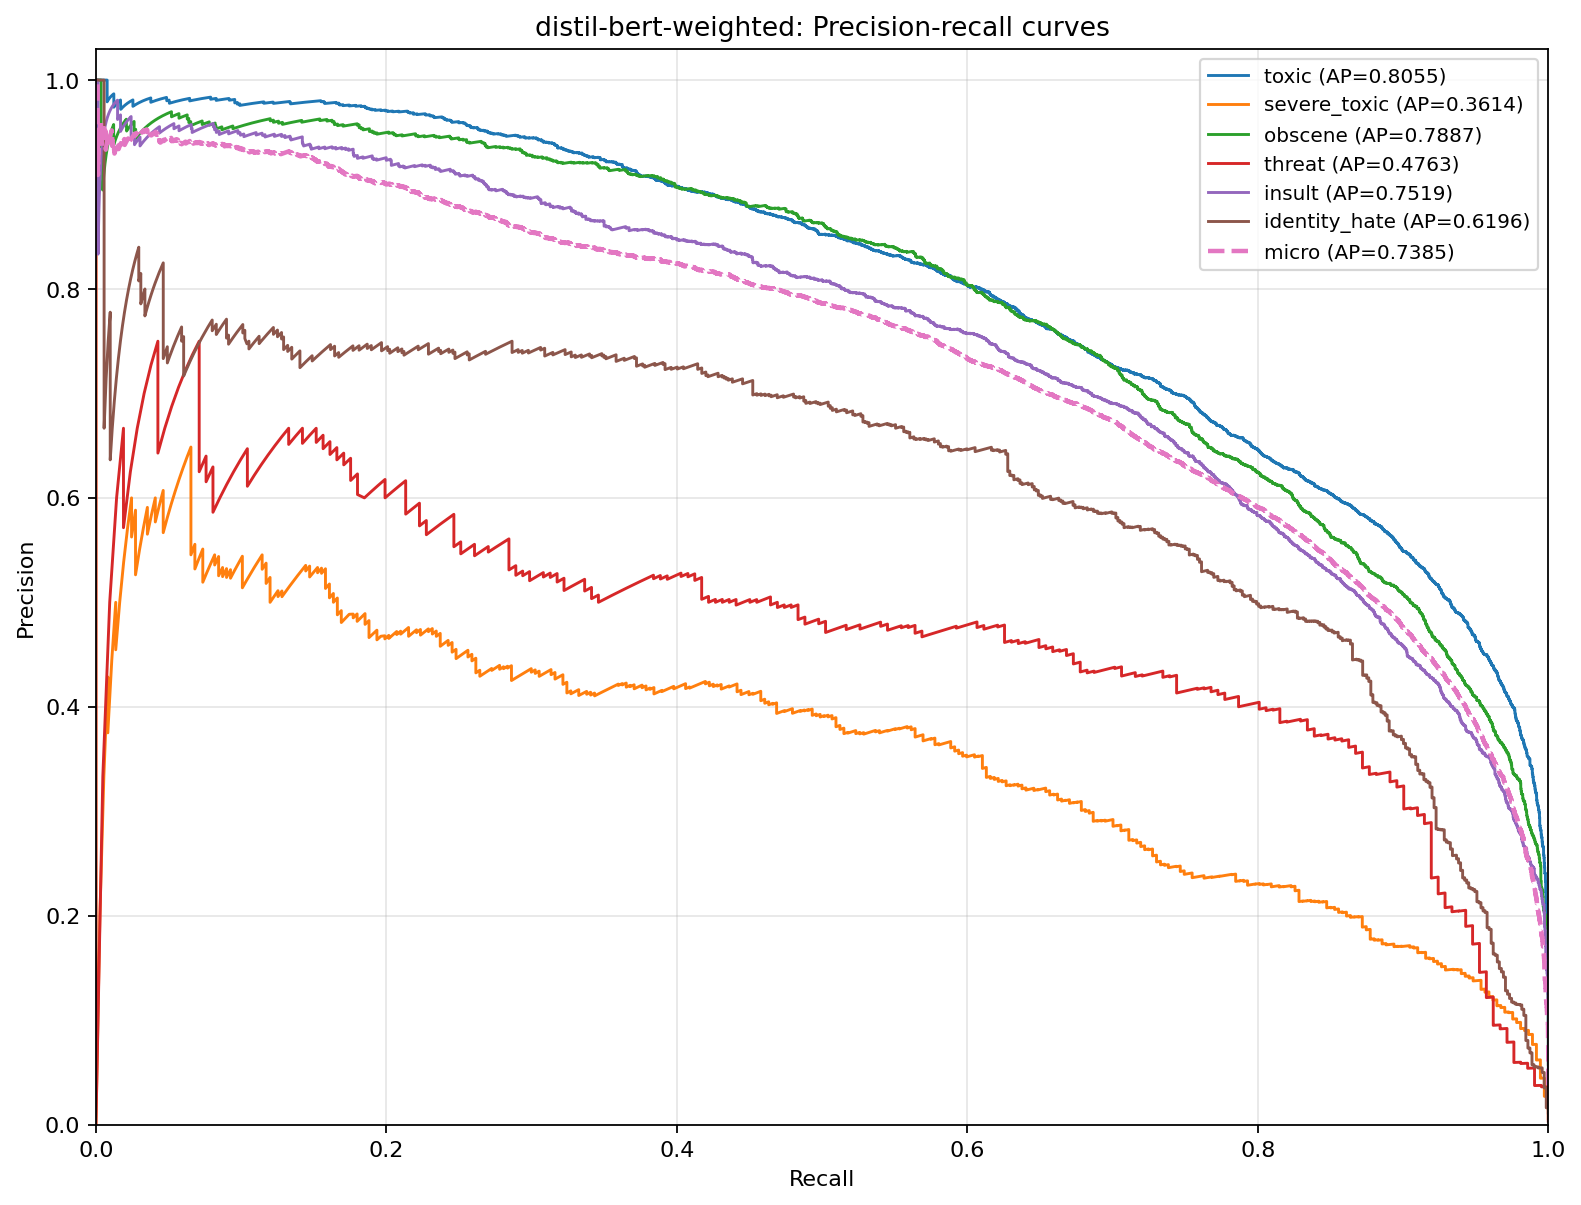 distil-bert-weighted: Precision-recall curves
toxic (AP=0.8055)
severe_toxic (AP=0.3614)
obscene (AP=0.7887)
threat (AP=0.4763)
insult (AP=0.7519)
identity_hate (AP=0.6196)
micro (AP=0.7385)
Precision
1.0
0.8
0.6
0.4
0.2
0.0
0.0 0.2 0.4 0.6 0.8 1.0
Recall